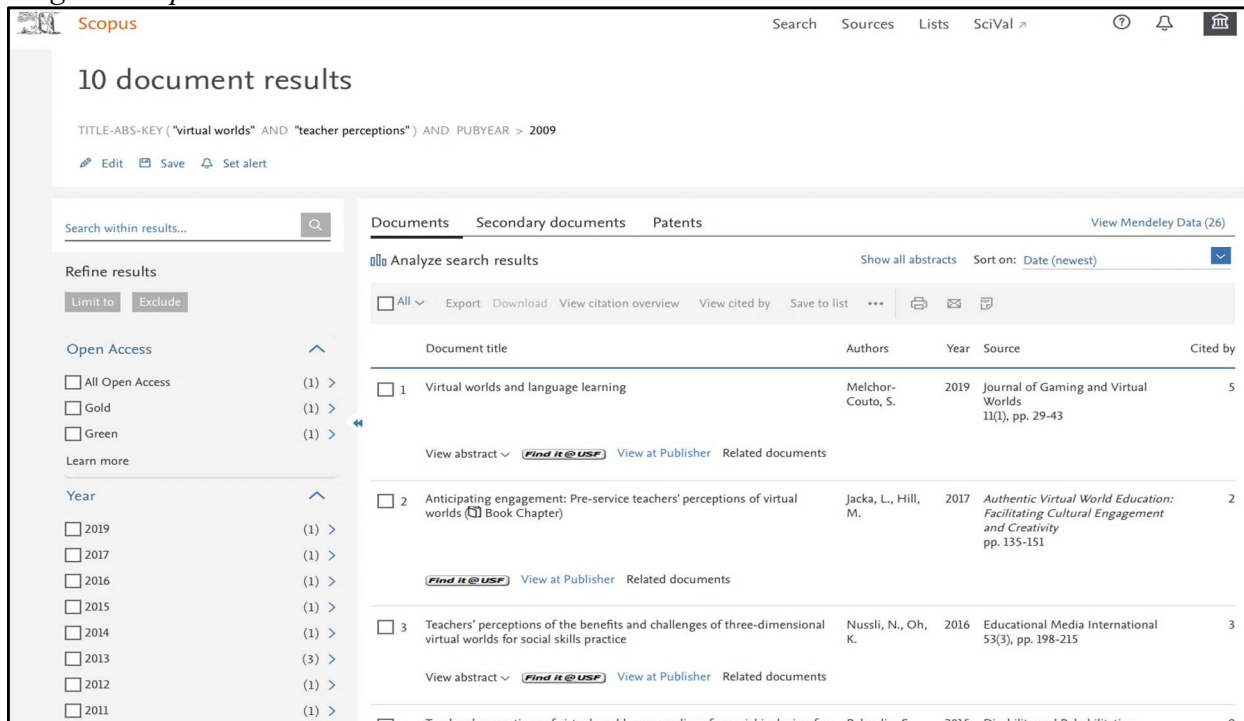 Scopus
Search Sources Lists SciVal ↗
10 document results
TITLE-ABS-KEY ( "virtual worlds" AND "teacher perceptions" ) AND PUBYEAR > 2009
Edit Save Set alert
Search within results...
Refine results
Limit to Exclude
Open Access
All Open Access (1) >
Gold (1) >
Green (1) >
Learn more
Year
2019 (1) >
2017 (1) >
2016 (1) >
2015 (1) >
2014 (1) >
2013 (3) >
2012 (1) >
2011 (1) >
Documents Secondary documents Patents View Mendeley Data (26)
Analyze search results Show all abstracts Sort on: Date (newest)
All Export Download View citation overview View cited by Save to list •••
Document title Authors Year Source Cited by
1 Virtual worlds and language learning Melchor- 2019 Journal of Gaming and Virtual 5
Couto, S. Worlds
11(1), pp. 29-43
View abstract Find it@USF View at Publisher Related documents
2 Anticipating engagement: Pre-service teachers' perceptions of virtual Jacka, L., Hill, 2017 Authentic Virtual World Education: 2
worlds (Book Chapter) M. Facilitating Cultural Engagement
and Creativity
pp. 135-151
Find it@USF View at Publisher Related documents
3 Teachers' perceptions of the benefits and challenges of three-dimensional Nussli, N., Oh, 2016 Educational Media International 3
virtual worlds for social skills practice K. 53(3), pp. 198-215
View abstract Find it@USF View at Publisher Related documents